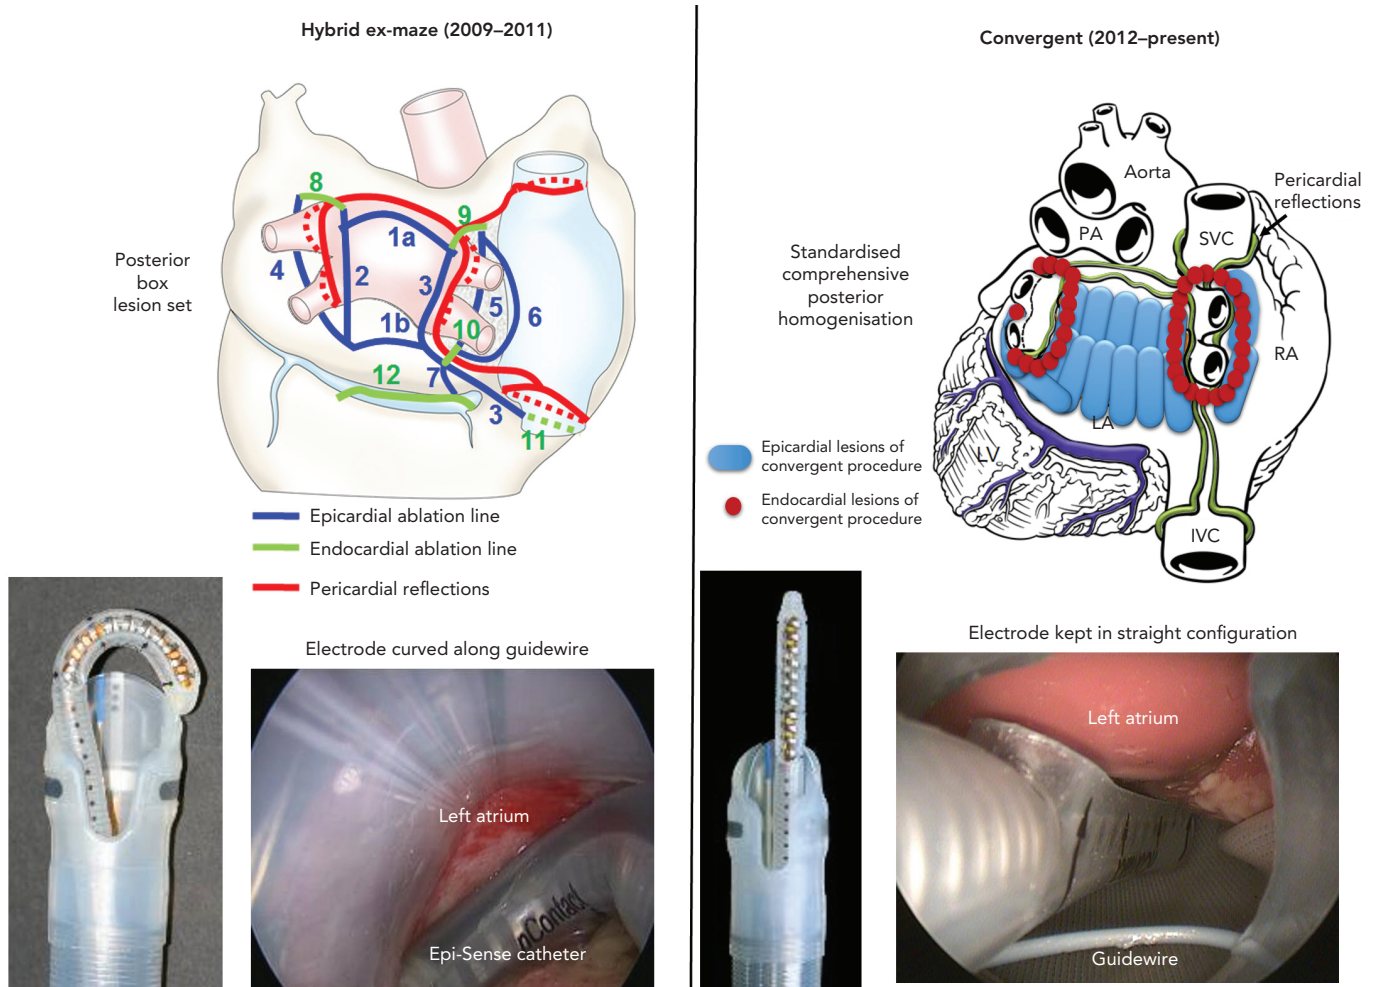 Hybrid ex-maze (2009–2011)
Posterior
box
lesion set
8
9
1a
4
2
3
5
6
1b
10
12
7
3
11
Epicardial ablation line
Endocardial ablation line
Pericardial reflections
Electrode curved along guidewire
Left atrium
nContact
Epi-Sense catheter
Convergent (2012–present)
Aorta
Pericardial
reflections
PA
SVC
Standardised
comprehensive
posterior
homogenisation
RA
LA
LV
Epicardial lesions of
convergent procedure
Endocardial lesions of
convergent procedure
IVC
Electrode kept in straight configuration
Left atrium
Guidewire